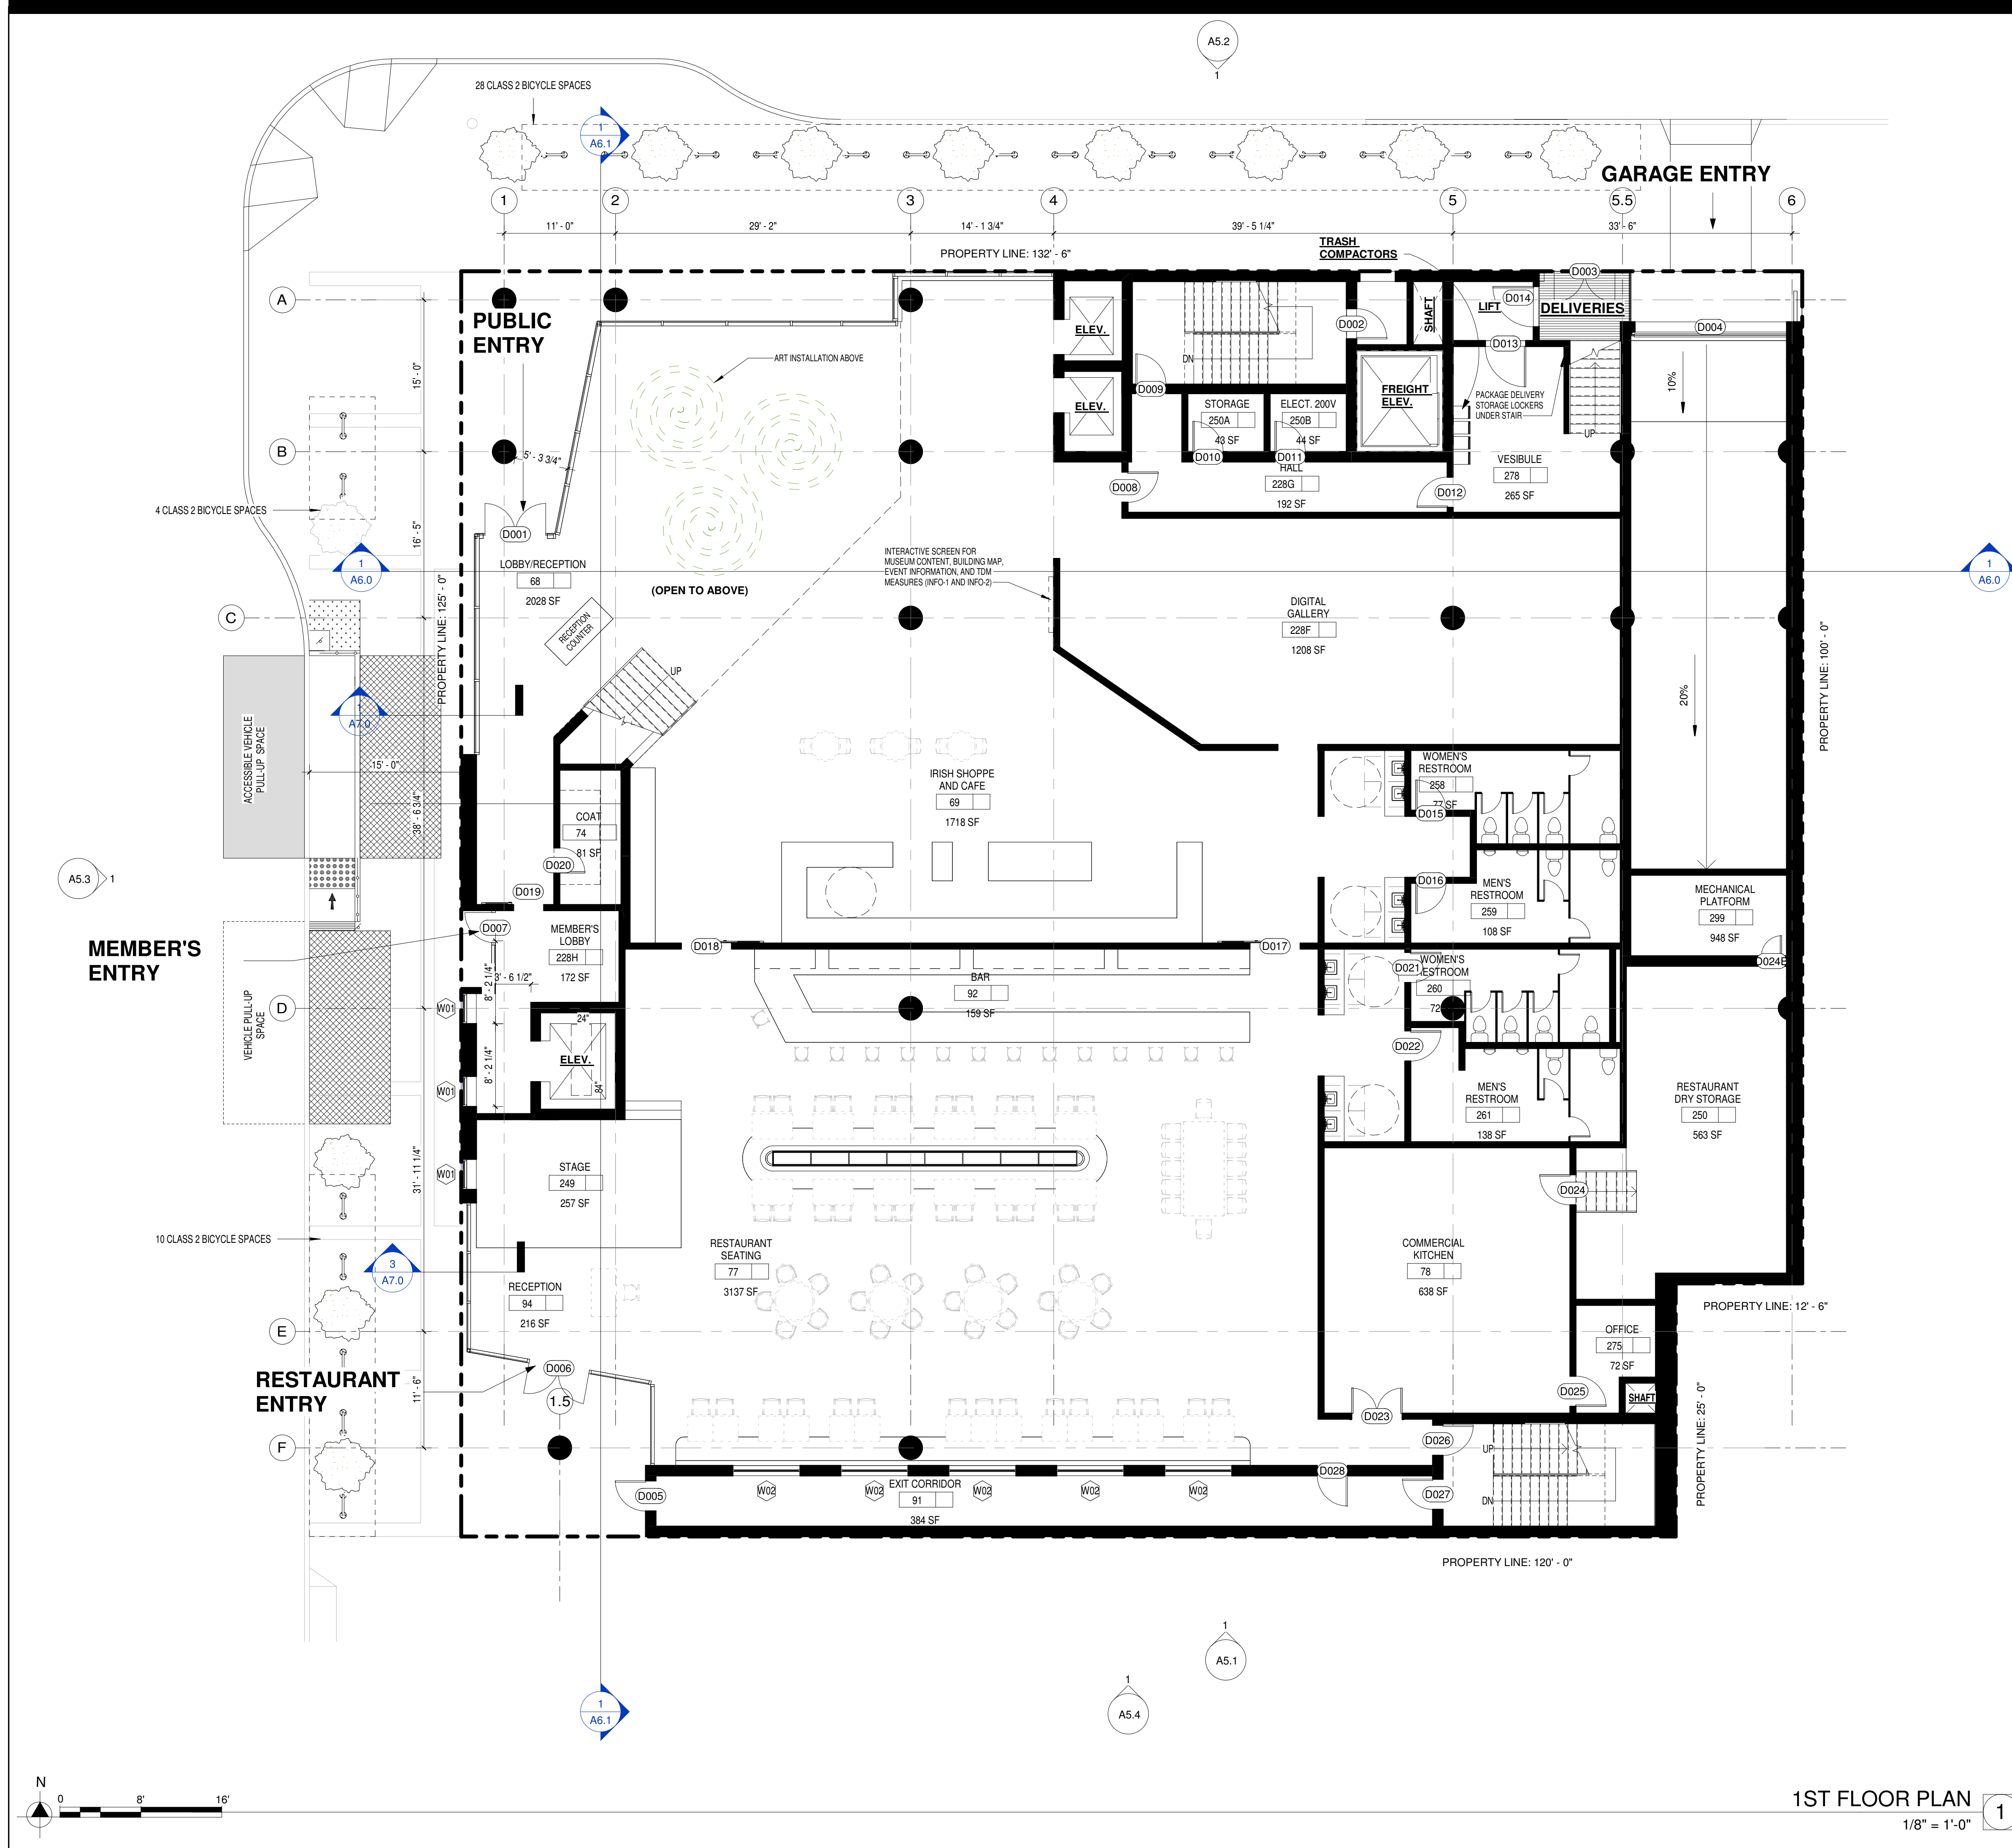 A5.2
1
28 CLASS 2 BICYCLE SPACES
1
A6.1
GARAGE ENTRY
1
2
3
4
5
5.5
6
11' - 0"
29' - 2"
14' - 1 3/4"
39' - 5 1/4"
33' - 6"
PROPERTY LINE: 132' - 6"
TRASH
COMPACTORS
A
PUBLIC
ENTRY
ELEV.
D002
SHAFT
LIFT
D014
D003
DELIVERIES
D004
D013
DN
ART INSTALLATION ABOVE
15' - 0"
10%
D009
ELEV.
STORAGE
250A
43 SF
D010
ELECT. 200V
250B
44 SF
D011
FREIGHT
ELEV.
PACKAGE DELIVERY
STORAGE LOCKERS
UNDER STAIR
UP
B
5' - 3 3/4"
HALL
228G
192 SF
D008
D012
VESIBULE
278
265 SF
4 CLASS 2 BICYCLE SPACES
16' - 5"
D001
1
A6.0
LOBBY/RECEPTION
68
2028 SF
(OPEN TO ABOVE)
INTERACTIVE SCREEN FOR
MUSEUM CONTENT, BUILDING MAP,
EVENT INFORMATION, AND TDM
MEASURES (INFO-1 AND INFO-2)
1
A6.0
PROPERTY LINE: 125' - 0"
C
RECEPTION
COUNTER
DIGITAL
GALLERY
228F
1208 SF
PROPERTY LINE: 100' - 0"
UP
20%
1
A7.0
ACCESSIBLE VEHICLE
PULL-UP SPACE
15' - 0"
38' - 6 3/4"
IRISH SHOPPE
AND CAFE
69
1718 SF
WOMEN'S
RESTROOM
258
77 SF
D015
COAT
74
81 SF
D020
A5.3
1
D019
D016
MEN'S
RESTROOM
259
108 SF
MECHANICAL
PLATFORM
299
948 SF
MEMBER'S
ENTRY
D007
MEMBER'S
LOBBY
228H
172 SF
D018
D017
D021
D024B
3' - 6 1/2"
8' - 2 1/4"
BAR
92
159 SF
WOMEN'S
RESTROOM
260
72
VEHICLE PULL-UP
SPACE
D
W01
24"
ELEV.
84"
8' - 2 1/4"
D022
W01
MEN'S
RESTROOM
261
138 SF
RESTAURANT
DRY STORAGE
250
563 SF
31' - 11 1/4"
W01
STAGE
249
257 SF
D024
10 CLASS 2 BICYCLE SPACES
3
A7.0
RESTAURANT
SEATING
77
3137 SF
COMMERCIAL
KITCHEN
78
638 SF
RECEPTION
94
216 SF
PROPERTY LINE: 12' - 6"
E
OFFICE
275
72 SF
RESTAURANT
ENTRY
D006
11' - 6"
1.5
D025
SHAFT
D023
PROPERTY LINE: 25' - 0"
F
D026
UP
D005
W02
W02
W02
W02
W02
EXIT CORRIDOR
91
384 SF
D028
D027
DN
PROPERTY LINE: 120' - 0"
1
A5.1
1
A5.4
1
A6.1
N
0
8'
16'
1ST FLOOR PLAN
1
1/8" = 1'-0"